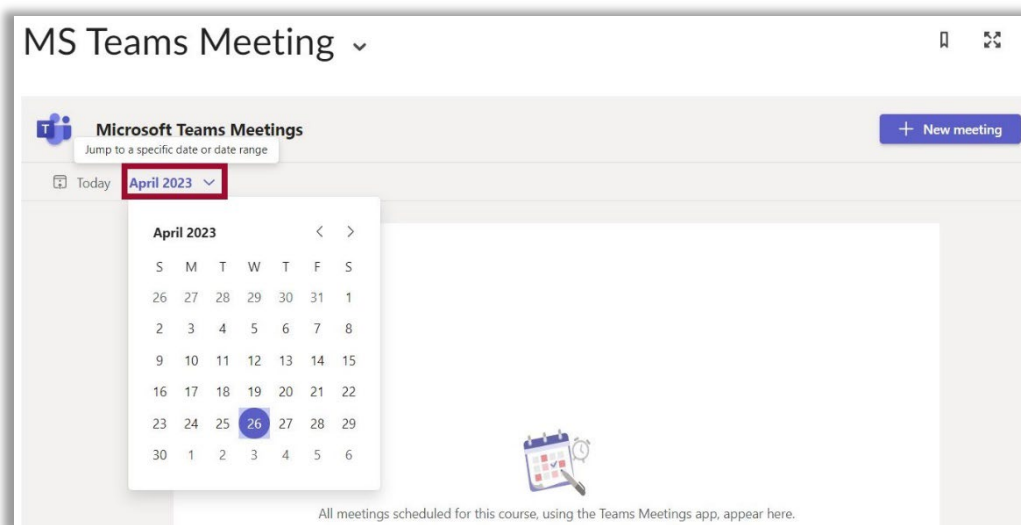 MS Teams Meeting
T
Microsoft Teams Meetings
+ New meeting
Jump to a specific date or date range
Today April 2023
April 2023
S M T W T F S
26 27 28 29 30 31 1
2 3 4 5 6 7 8
9 10 11 12 13 14 15
16 17 18 19 20 21 22
23 24 25 26 27 28 29
30 1 2 3 4 5 6
All meetings scheduled for this course, using the Teams Meetings app, appear here.